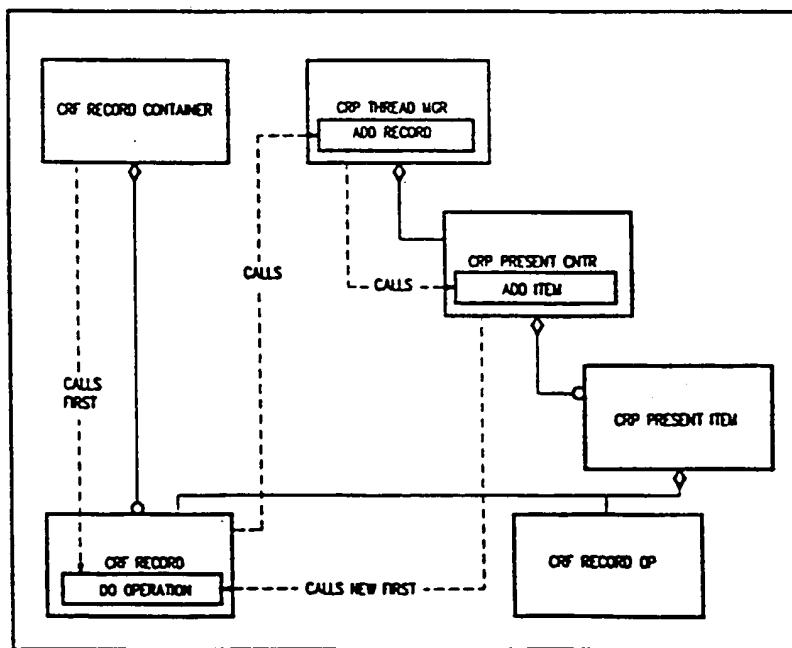 CRF RECORD CONTAINER
CRP THREAD MGR
ADD RECORD
CALLS
CRP PRESENT CNTR
CALLS
ADD ITEM
CALLS
FIRST
CRP PRESENT ITEM
CRF RECORD
DO OPERATION
CALLS NEW FIRST
CRF RECORD OP